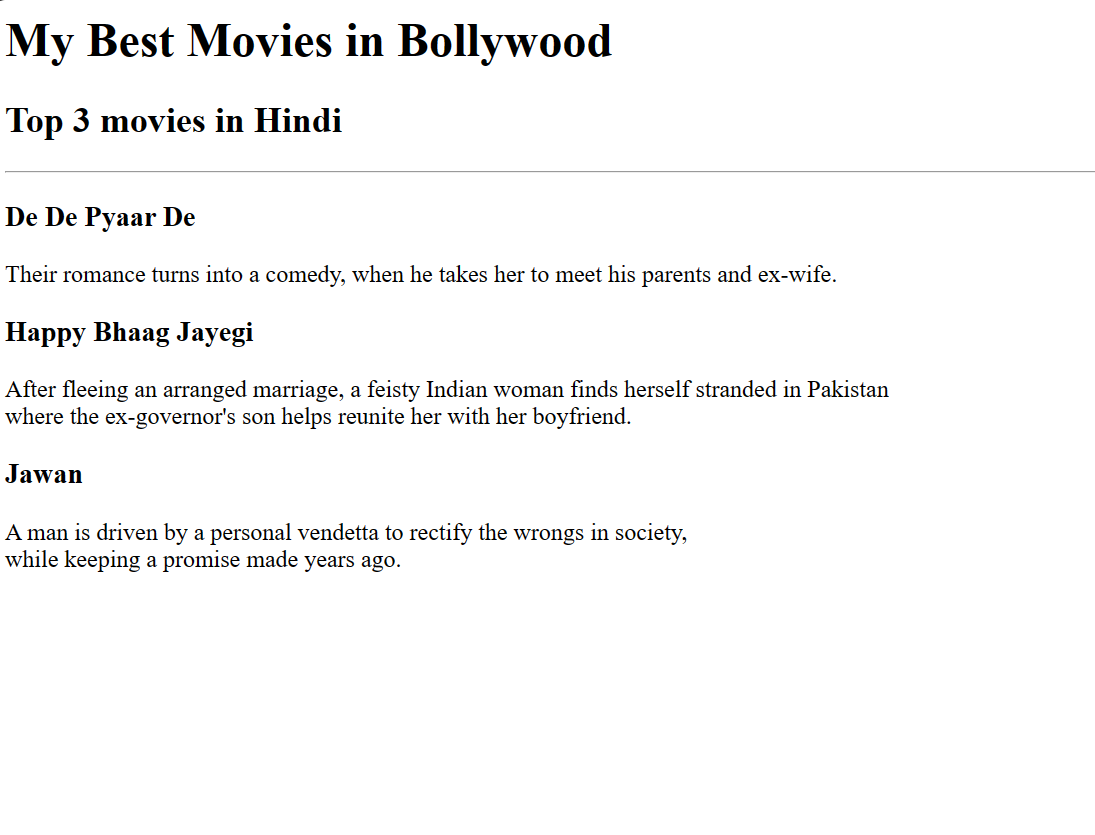 My Best Movies in Bollywood
Top 3 movies in Hindi
De De Pyaar De
Their romance turns into a comedy, when he takes her to meet his parents and ex-wife.
Happy Bhaag Jayegi
After fleeing an arranged marriage, a feisty Indian woman finds herself stranded in Pakistan
where the ex-governor's son helps reunite her with her boyfriend.
Jawan
A man is driven by a personal vendetta to rectify the wrongs in society,
while keeping a promise made years ago.